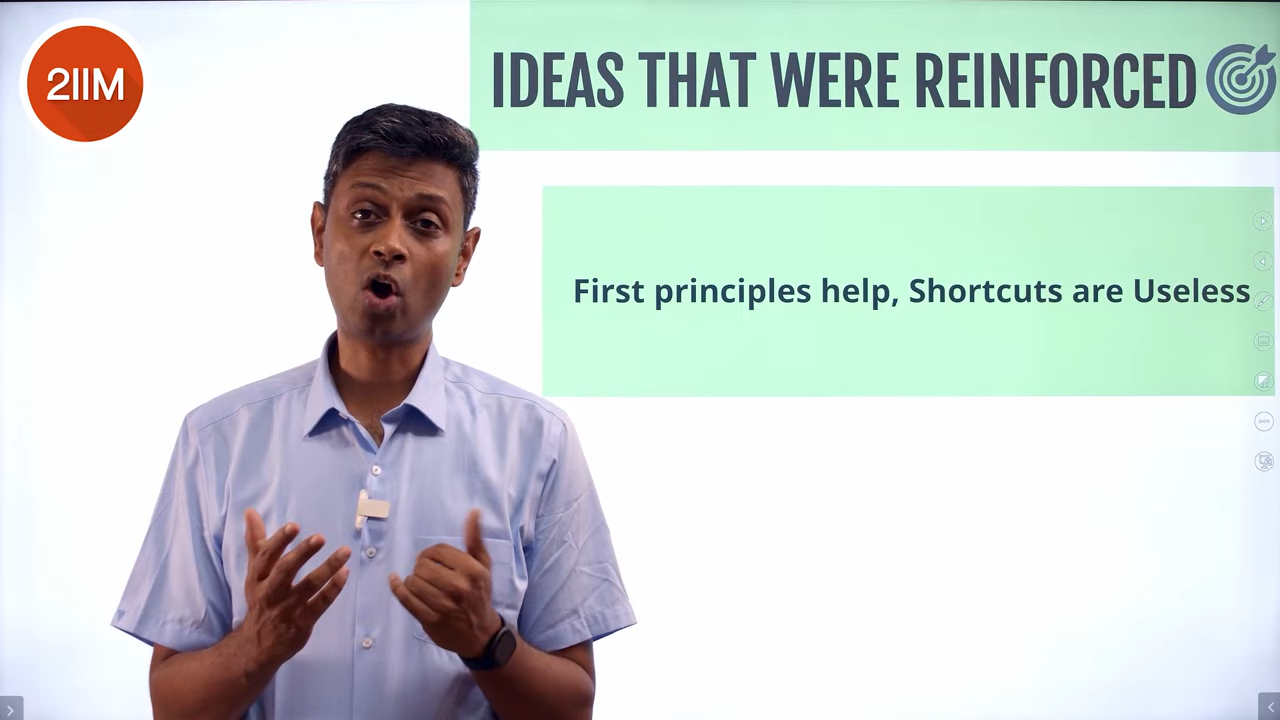 2IIM
IDEAS THAT WERE REINFORCED
First principles help, Shortcuts are Useless